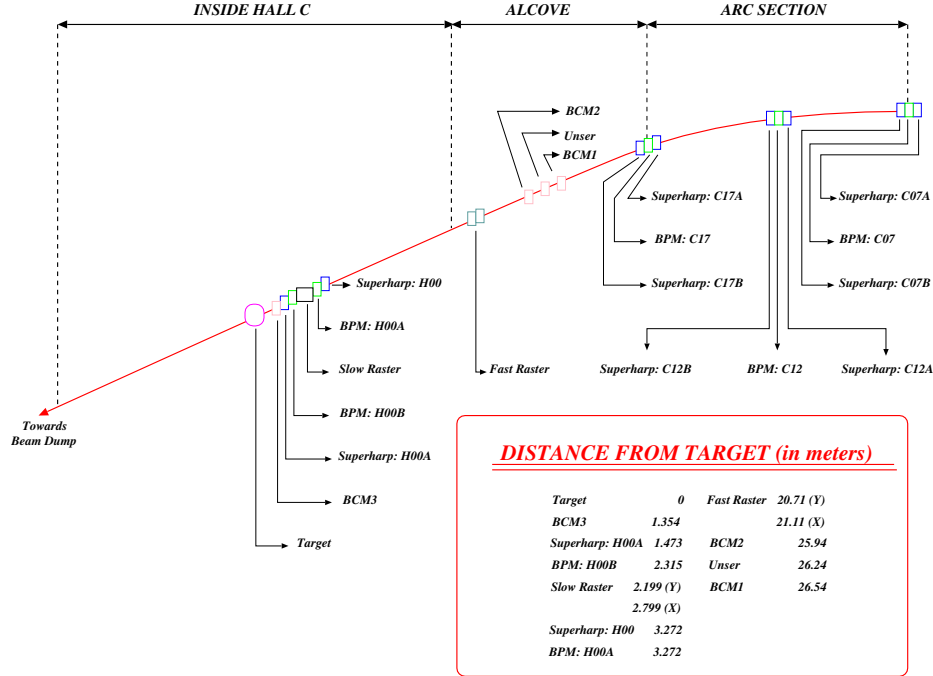 INSIDE HALL C
ALCOVE
ARC SECTION
BCM2
Unser
BCM1
Superharp: C17A
Superharp: C07A
BPM: C17
BPM: C07
Superharp: H00
Superharp: C17B
Superharp: C07B
BPM: H00A
Slow Raster
Fast Raster
Superharp: C12B
BPM: C12
Superharp: C12A
BPM: H00B
Towards
Beam Dump
Superharp: H00A
BCM3
Target
DISTANCE FROM TARGET (in meters)
Target 0 Fast Raster 20.71 (Y)
BCM3 1.354 21.11 (X)
Superharp: H00A 1.473 BCM2 25.94
BPM: H00B 2.315 Unser 26.24
Slow Raster 2.199 (Y) BCM1 26.54
2.799 (X)
Superharp: H00 3.272
BPM: H00A 3.272